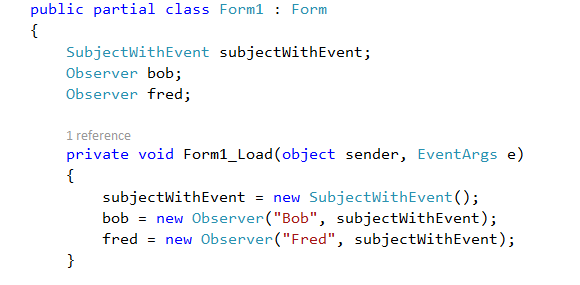 public partial class Form1 : Form
{
    SubjectWithEvent subjectWithEvent;
    Observer bob;
    Observer fred;

    1 reference
    private void Form1_Load(object sender, EventArgs e)
    {
        subjectWithEvent = new SubjectWithEvent();
        bob = new Observer("Bob", subjectWithEvent);
        fred = new Observer("Fred", subjectWithEvent);
    }